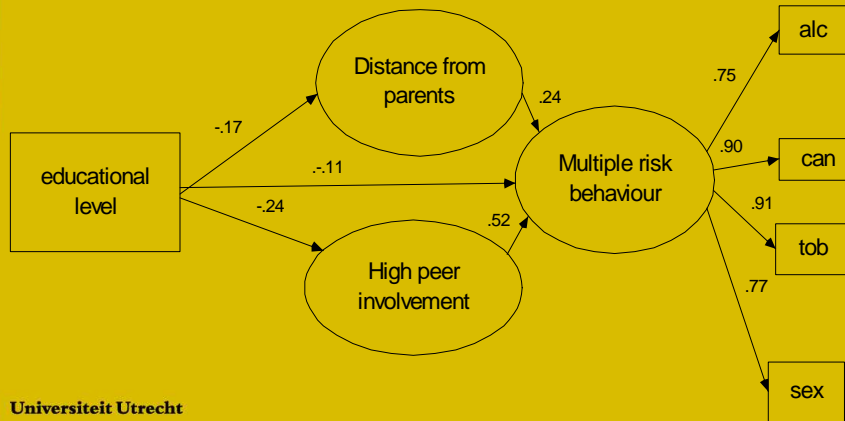 alc
Distance from
parents
.75
.24
-.17
.90
can
educational
level
.-.11
Multiple risk
behaviour
-.24
.52
.91
tob
High peer
involvement
.77
sex
Universiteit Utrecht